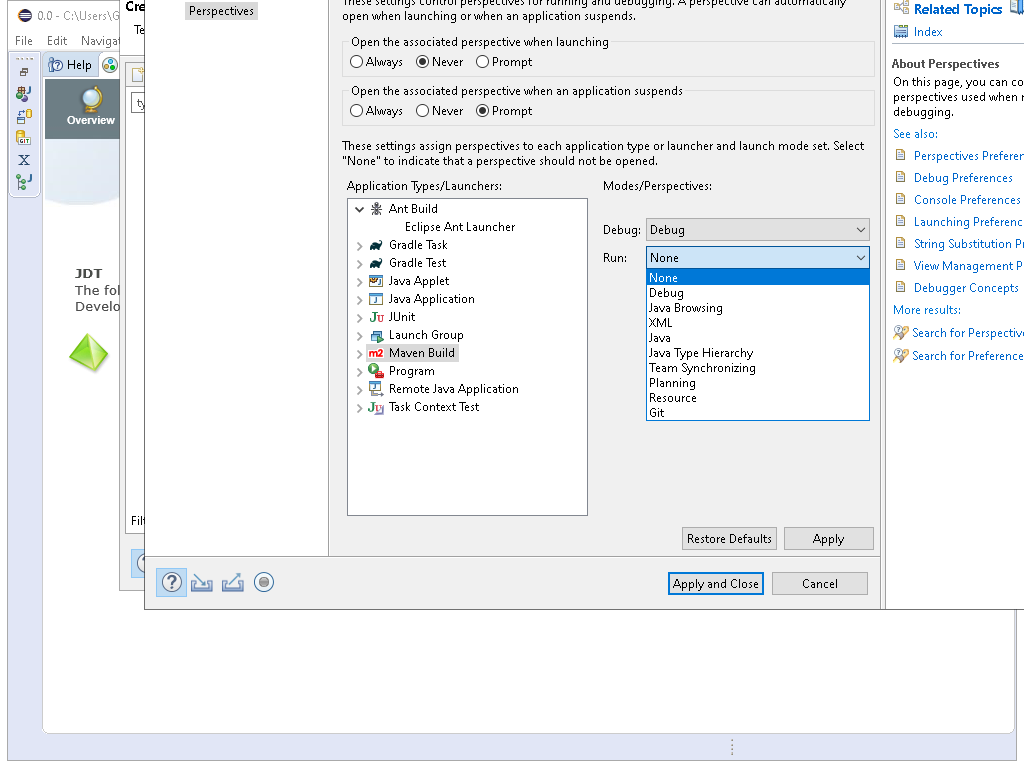 0.0 - C:\Users\G
File
Edit
Naviga
Help
Overview
JDT
The fol
Develo
Cre
Te
ty
Filt
Perspectives
These settings control perspectives for running and debugging. A perspective can automatically
open when launching or when an application suspends.
Open the associated perspective when launching
Always
Never
Prompt
Open the associated perspective when an application suspends
Always
Never
Prompt
These settings assign perspectives to each application type or launcher and launch mode set. Select
"None" to indicate that a perspective should not be opened.
Application Types/Launchers:
Modes/Perspectives:
Ant Build
Eclipse Ant Launcher
Gradle Task
Gradle Test
Java Applet
Java Application
JUnit
Launch Group
m2 Maven Build
Program
Remote Java Application
Task Context Test
Debug: Debug
Run: None
None
Debug
Java Browsing
XML
Java
Java Type Hierarchy
Team Synchronizing
Planning
Resource
Git
Restore Defaults
Apply
Apply and Close
Cancel
Related Topics
Index
About Perspectives
On this page, you can co
perspectives used when r
debugging.
See also:
Perspectives Preferen
Debug Preferences
Console Preferences
Launching Preferenc
String Substitution Pr
View Management P
Debugger Concepts
More results:
Search for Perspective
Search for Preference